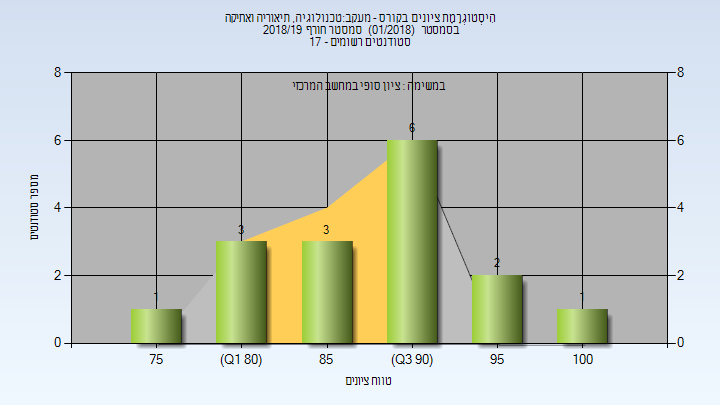 היסטוגרמת ציונים בקורס - מעקב:טכנולוגיה, תיאוריה ואתיקה
בסמסטר (01/2018) סמסטר חורף 2018/19
סטודנטים רשומים - 17
במשימה : ציון סופי במחשב המרכזי
8 8
6 6
4 4
2 2
0 0
מספר סטודנטים
1 3 3 6 2 1
75 (Q1 80) 85 (Q3 90) 95 100
טווח ציונים